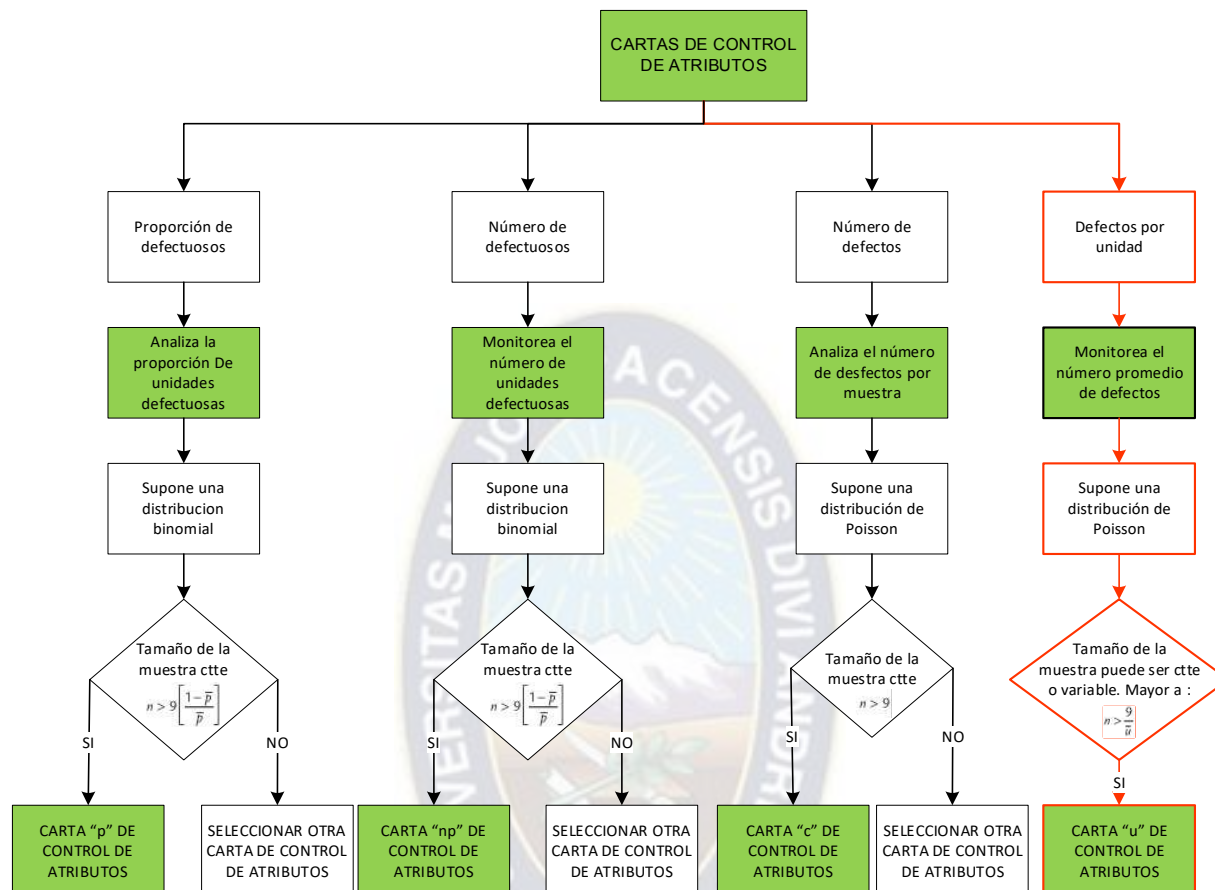 CARTAS DE CONTROL
DE ATRIBUTOS
Proporción de
defectuosos
Número de
defectuosos
Número de
defectos
Defectos por
unidad
Analiza la
proporción De
unidades
defectuosas
Monitorea el
número de
unidades
defectuosas
Analiza el número
de desfectos por
muestra
Monitorea el
número promedio
de defectos
Supone una
distribucion
binomial
Supone una
distribución
binomial
Supone una
distribución de
Poisson
Supone una
distribución de
Poisson
Tamaño de la
muestra ctte
n > 9[(1 − p̄)/p̄]
SI
NO
Tamaño de la
muestra ctte
n > 9[(1 − p̄)/p̄]
SI
NO
Tamaño de la
muestra ctte
n > 9
SI
NO
Tamaño de la
muestra puede ser ctte
o variable. Mayor a :
n > 9/ū
SI
CARTA “p” DE
CONTROL DE
ATRIBUTOS
SELECCIONAR OTRA
CARTA DE CONTROL
DE ATRIBUTOS
CARTA “np” DE
CONTROL DE
ATRIBUTOS
SELECCIONAR OTRA
CARTA DE CONTROL
DE ATRIBUTOS
CARTA “c” DE
CONTROL DE
ATRIBUTOS
SELECCIONAR OTRA
CARTA DE CONTROL
DE ATRIBUTOS
CARTA “u” DE
CONTROL DE
ATRIBUTOS